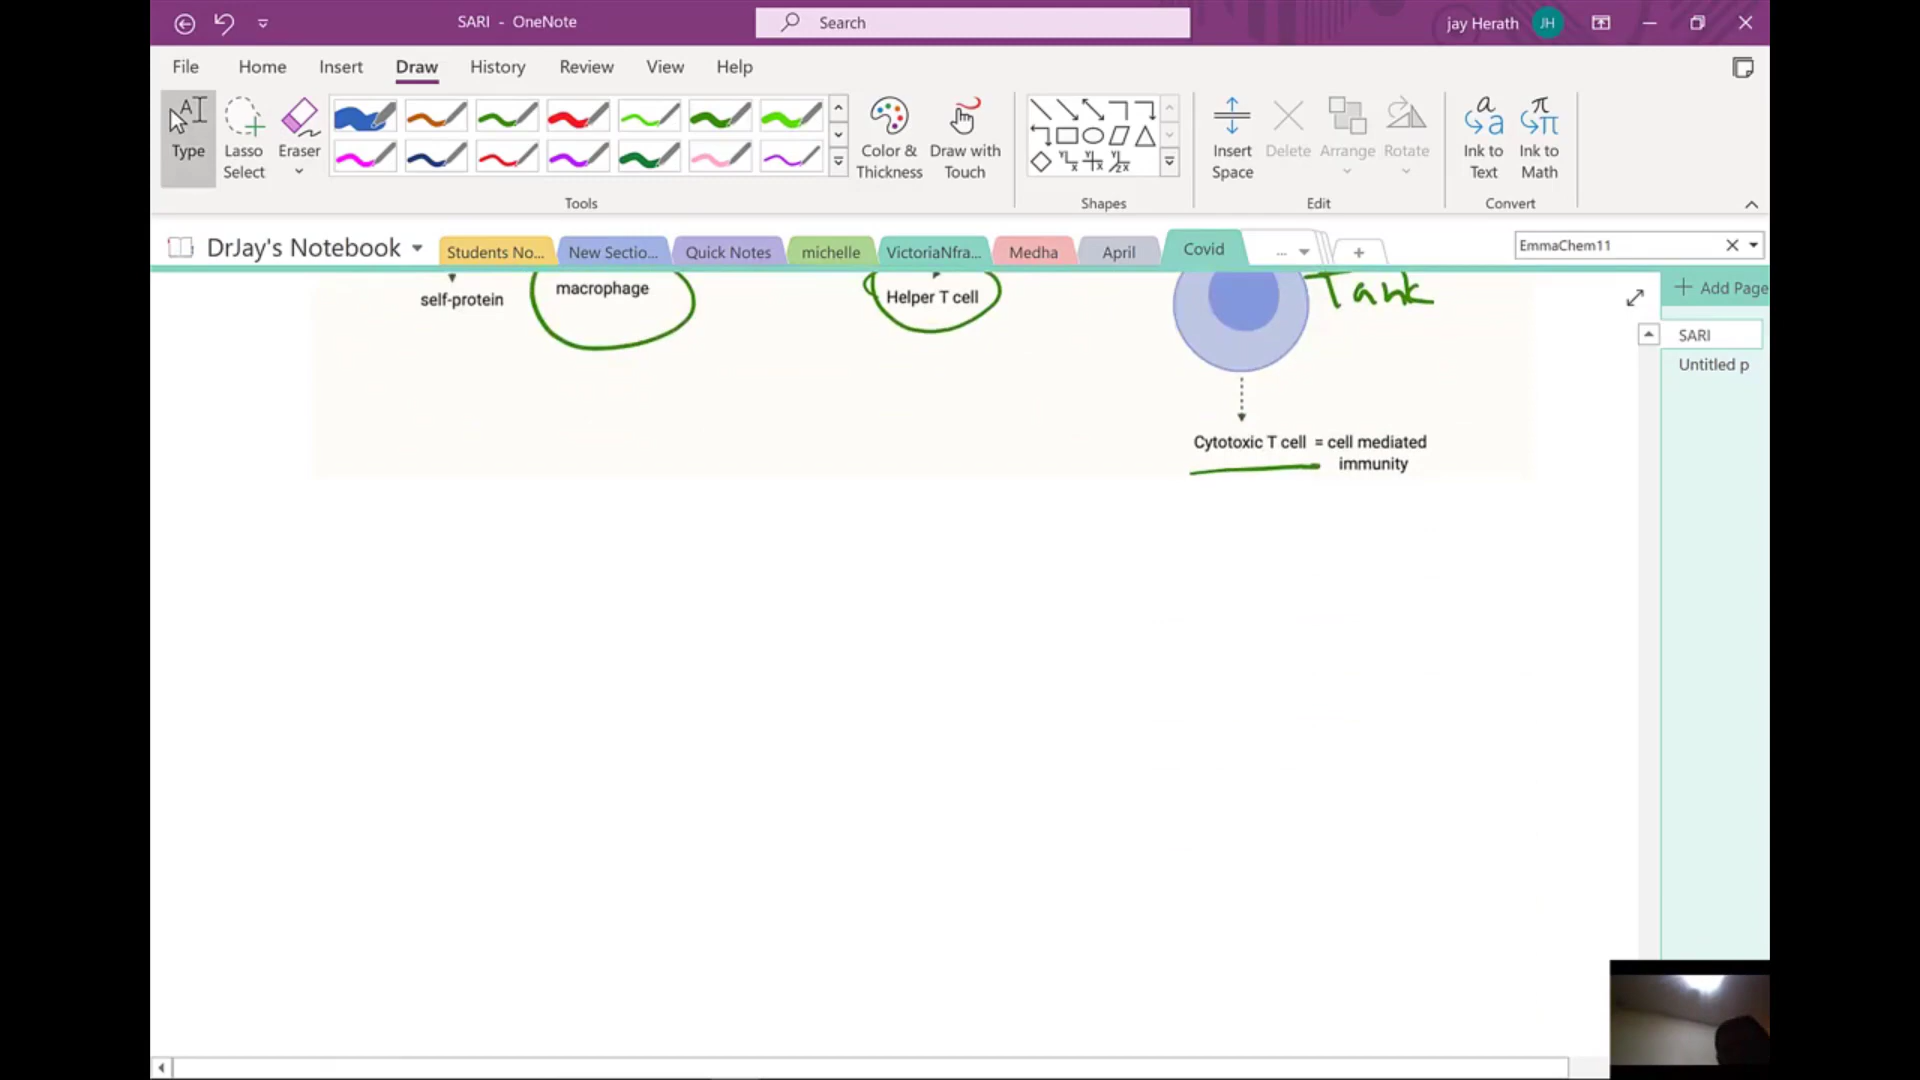 SARI - OneNote
Search
jay Herath
JH
File
Home
Insert
Draw
History
Review
View
Help
Type
Lasso
Select
Eraser
Color &
Thickness
Draw with
Touch
Insert
Space
Delete
Arrange
Rotate
Ink to
Text
Ink to
Math
Tools
Shapes
Edit
Convert
DrJay's Notebook
Students No...
New Sectio...
Quick Notes
michelle
VictoriaNfra...
Medha
April
Covid
...
EmmaChem11
Add Page
SARI
Untitled p
self-protein
macrophage
Helper T cell
Tank
Cytotoxic T cell = cell mediated
immunity